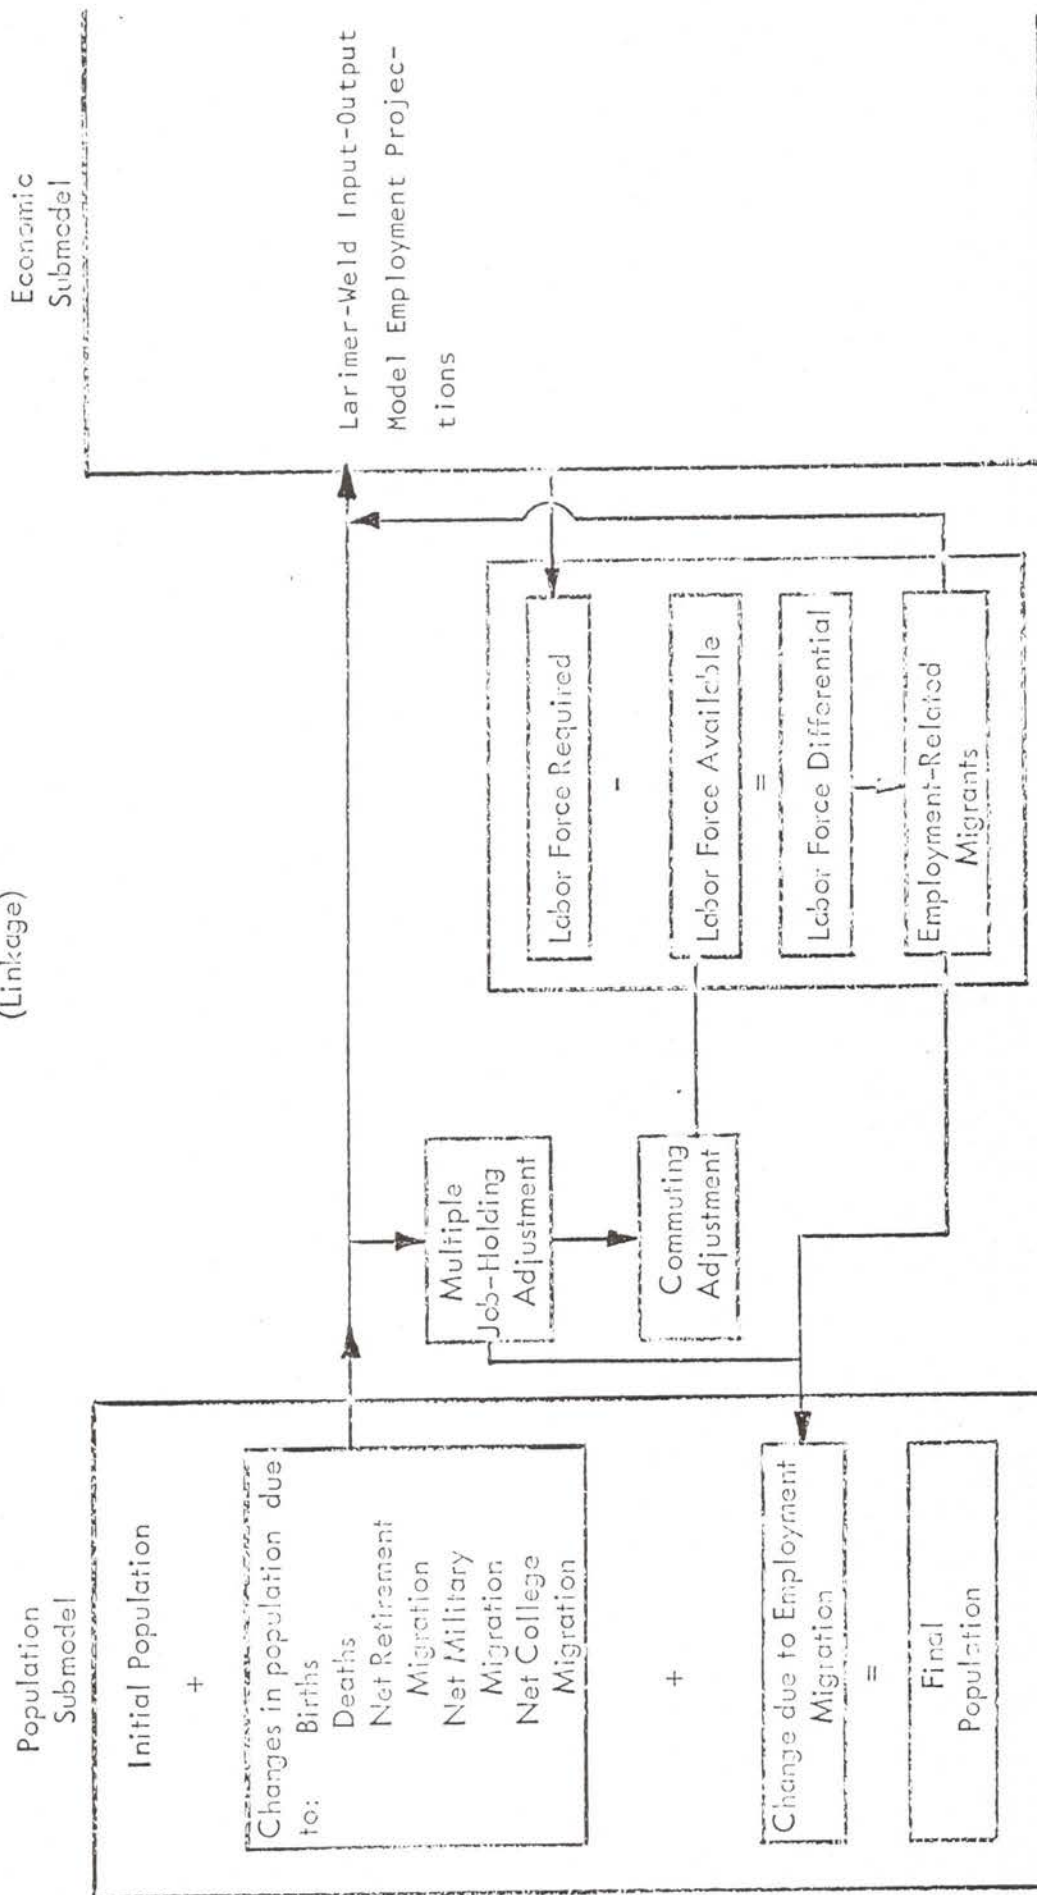 Population
Submodel
Initial Population
+
Changes in population due
to:
Births
Deaths
Net Retirement
Migration
Net Military
Migration
Net College
Migration
+
Change due to Employment
Migration
=
Final
Population
(Linkage)
Multiple
Job-Holding
Adjustment
Commuting
Adjustment
Labor Force Required
-
Labor Force Available
=
Labor Force Differential
Employment-Related
Migrants
Economic
Submodel
Larimer-Weld Input-Output
Model Employment Projec-
tions